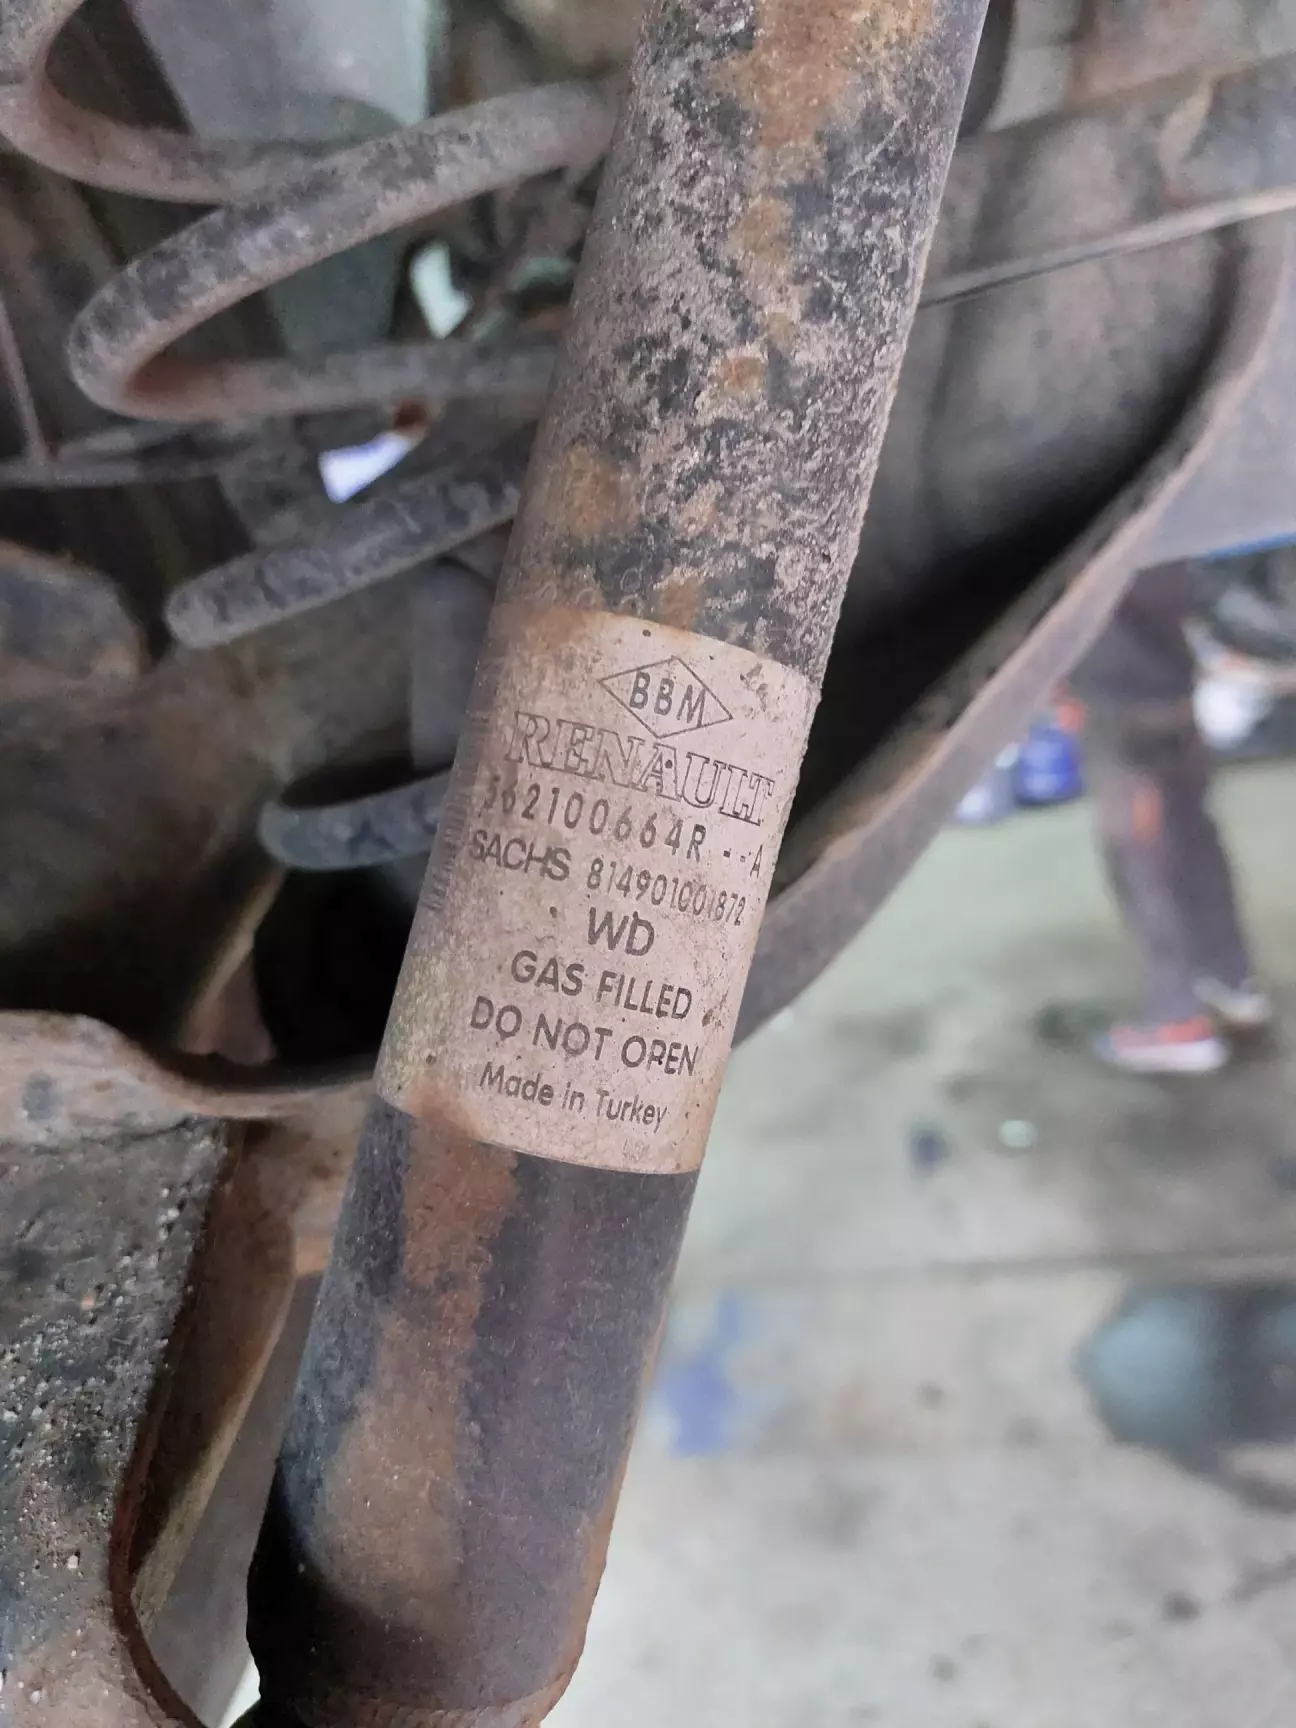 BBM
RENAULT
562100664R --A
SACHS 814901001872
WD
GAS FILLED
DO NOT OPEN
Made in Turkey